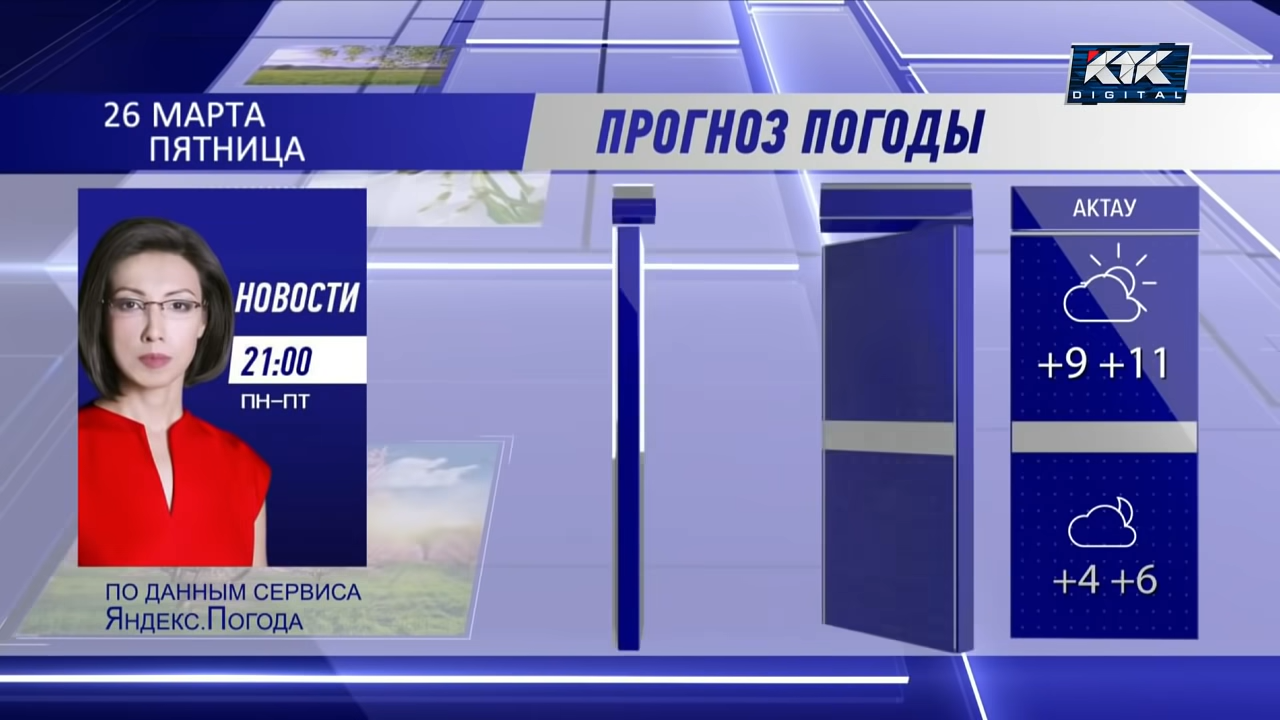 КТК
DIGITAL
26 МАРТА
ПЯТНИЦА
ПРОГНОЗ ПОГОДЫ
НОВОСТИ
21:00
ПН-ПТ
ПО ДАННЫМ СЕРВИСА
Яндекс.Погода
АКТАУ
+9 +11
+4 +6